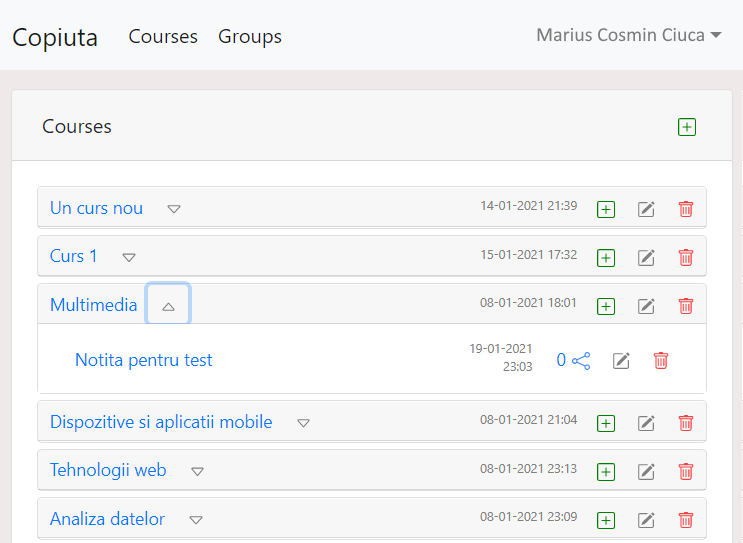 Copiuta Courses Groups Marius Cosmin Ciuca
Courses
Un curs nou 14-01-2021 21:39
Curs 1 15-01-2021 17:32
Multimedia 08-01-2021 18:01
Notita pentru test 19-01-2021 0
23:03
Dispozitive si aplicatii mobile 08-01-2021 21:04
Tehnologii web 08-01-2021 23:13
Analiza datelor 08-01-2021 23:09